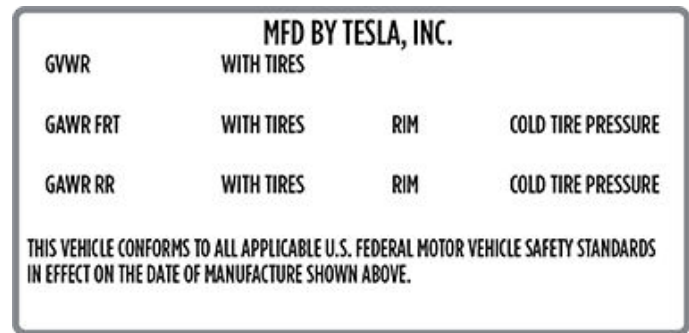 MFD BY TESLA, INC.
GVWR WITH TIRES
GAWR FRT WITH TIRES RIM COLD TIRE PRESSURE
GAWR RR WITH TIRES RIM COLD TIRE PRESSURE
THIS VEHICLE CONFORMS TO ALL APPLICABLE U.S. FEDERAL MOTOR VEHICLE SAFETY STANDARDS
IN EFFECT ON THE DATE OF MANUFACTURE SHOWN ABOVE.